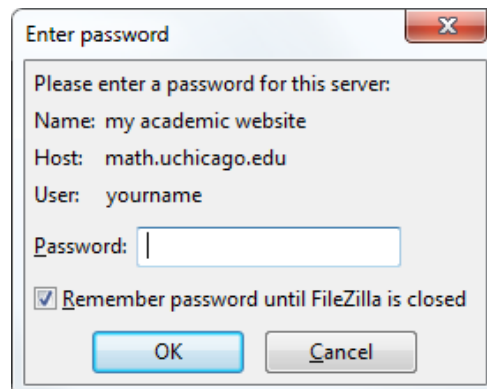 Enter password
Please enter a password for this server:
Name: my academic website
Host: math.uchicago.edu
User: yourname
Password:
Remember password until FileZilla is closed
OK Cancel